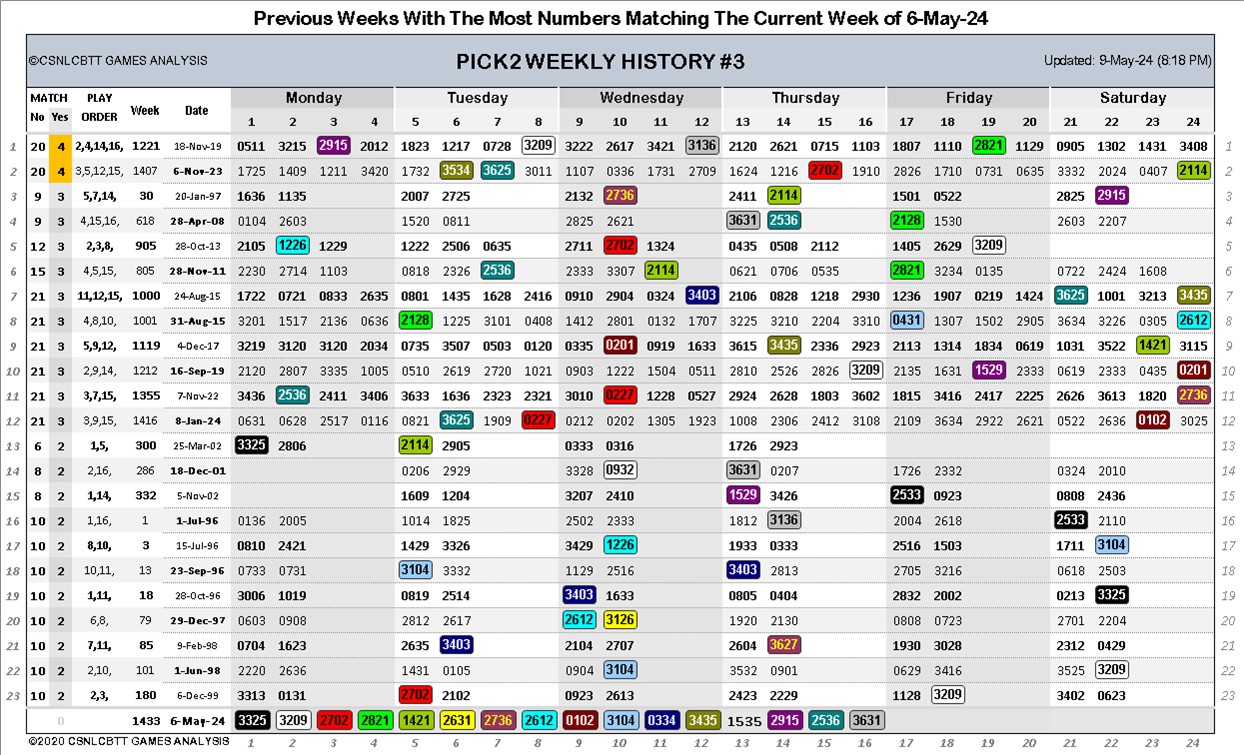 Previous Weeks With The Most Numbers Matching The Current Week of 6-May-24
©CSNLCBTT GAMES ANALYSIS PICK2 WEEKLY HISTORY #3 Updated: 9-May-24 (8:18 PM)
MATCH PLAY Week Date Monday Tuesday Wednesday Thursday Friday Saturday
No Yes ORDER 1 2 3 4 5 6 7 8 9 10 11 12 13 14 15 16 17 18 19 20 21 22 23 24
1 20 4 2,4,14,16, 1221 18-Nov-19 0511 3215 2915 2012 1823 1217 0728 3209 3222 2617 3421 3136 2120 2621 0715 1103 1807 1110 2821 1129 0905 1302 1431 3408 1
2 20 4 3,5,12,15, 1407 6-Nov-23 1725 1409 1211 3420 1732 3534 3625 3011 1107 0336 1731 2709 1624 1216 2702 1910 2826 1710 0731 0635 3332 2024 0407 2114 2
3 9 3 5,7,14, 30 20-Jan-97 1636 1135 2007 2725 2132 2736 2411 2114 1501 0522 2825 2915 3
4 9 3 4,15,16, 618 28-Apr-08 0104 2603 1520 0811 2825 2621 3631 2536 2128 1530 2603 2207 4
5 12 3 2,3,8, 905 28-Oct-13 2105 1226 1229 1222 2506 0635 2711 2702 1324 0435 0508 2112 1405 2629 3209 5
6 15 3 4,5,15, 805 28-Nov-11 2230 2714 1103 0818 2326 2536 2333 3307 2114 0621 0706 0535 2821 3234 0135 0722 2424 1608 6
7 21 3 11,12,15, 1000 24-Aug-15 1722 0721 0833 2635 0801 1435 1628 2416 0910 2904 0324 3403 2106 0828 1218 2930 1236 1907 0219 1424 3625 1001 3213 3435 7
8 21 3 4,8,10, 1001 31-Aug-15 3201 1517 2136 0636 2128 1225 1710 0408 1412 2801 0132 1707 3225 3210 2204 3310 0431 1307 1502 2905 3634 3226 0305 2612 8
9 21 3 5,9,12, 1119 4-Dec-17 3219 3120 3120 2034 0735 3507 0503 0120 0335 0201 0919 1633 3615 3435 2336 2923 2113 1314 1834 0619 1031 3522 1421 3115 9
10 21 3 2,9,14, 1212 16-Sep-19 2120 2807 3335 1005 0510 2619 2720 1021 0903 1222 1504 0511 2810 2526 2826 3209 2135 1631 1529 2333 0619 2333 0435 0201 10
11 21 3 3,7,15, 1355 7-Nov-22 3436 2536 2411 3406 3633 1636 2323 2321 3010 0227 1228 0527 2924 2628 1803 3602 1815 3416 2417 2225 2626 3613 1820 2736 11
12 21 3 3,9,15, 1416 8-Jan-24 0631 0628 2517 0116 0821 3625 1909 0227 0212 0202 1305 1923 1008 2306 2412 3108 2109 3634 2922 2621 0522 2636 0102 3025 12
13 6 2 1,5, 300 25-Mar-02 3325 2806 2114 2905 0333 0316 1726 2923 13
14 8 2 2,16, 286 18-Dec-01 0206 2929 3328 0932 3631 0207 1726 2332 0324 2010 14
15 8 2 1,14, 332 5-Nov-02 1609 1204 3207 2410 1529 3426 2533 0923 0808 2436 15
16 10 2 1,16, 1 1-Jul-96 0136 2005 1014 1825 2502 2333 1812 3136 2004 2618 2533 2110 16
17 10 2 8,10, 3 15-Jul-96 0810 2421 1429 3326 3429 1226 1933 0333 2516 1503 1711 3104 17
18 10 2 10,11, 13 23-Sep-96 0733 0731 3104 3332 1129 2516 3403 2813 2705 3216 0618 2503 18
19 10 2 1,11, 18 28-Oct-96 3006 1019 0819 2514 3403 1633 0805 0404 2832 2002 0213 3325 19
20 10 2 6,8, 79 29-Dec-97 0603 0908 2812 2617 2612 3126 1920 2130 0808 0723 2701 2204 20
21 10 2 7,11, 85 9-Feb-98 0704 1623 2635 3403 2104 2707 2604 3627 1930 3028 2312 0429 21
22 10 2 2,10, 101 1-Jun-98 2220 2636 1431 0105 0904 3104 3532 0901 0629 3416 3525 3209 22
23 10 2 2,3, 180 6-Dec-99 3313 0131 2702 2102 0923 2613 2423 2229 1128 3209 3402 0623 23
0 1433 6-May-24 3325 3209 2702 2821 1421 2631 2736 2612 0102 3104 0334 3435 1535 2915 2536 3631
©2020 CSNLCBTT GAMES ANALYSIS 1 2 3 4 5 6 7 8 9 10 11 12 13 14 15 16 17 18 19 20 21 22 23 24